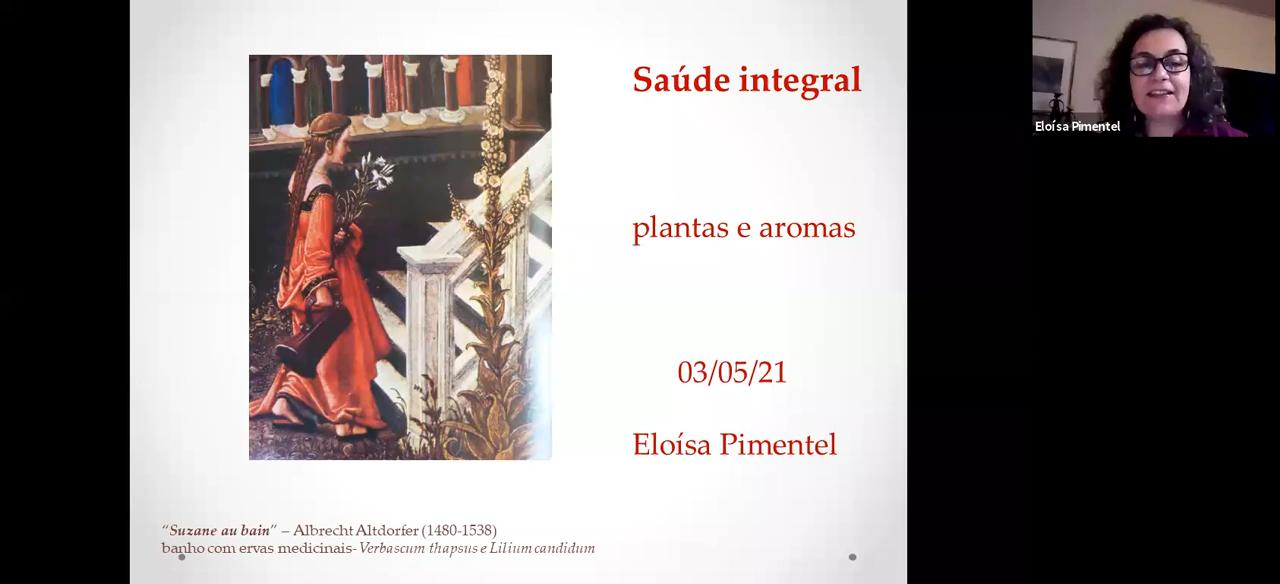 Saúde integral
plantas e aromas
03/05/21
Eloísa Pimentel
“Suzane au bain” – Albrecht Altdorfer (1480-1538)
banho com ervas medicinais- Verbascum thapsus e Lilium candidum
Eloísa Pimentel